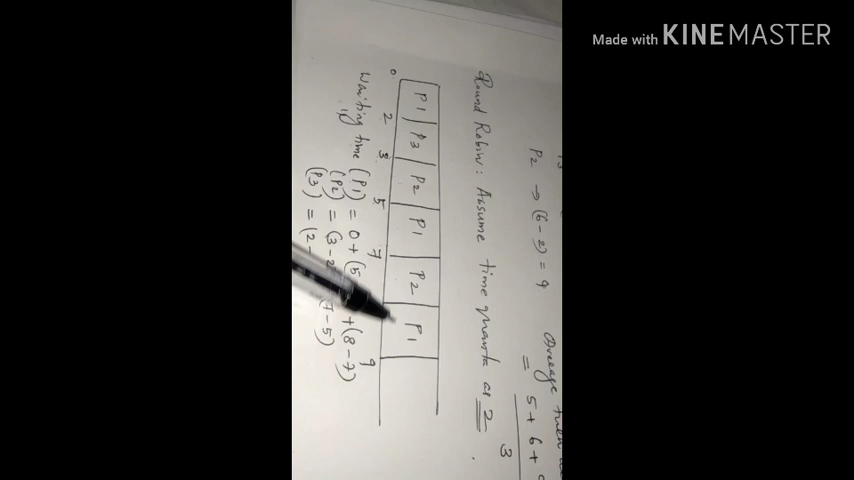 Made with KINEMASTER
P2 → (6-2) = 4
Average turn
= 5 + 6 +
3
Round Robin: Assume time quanta as 2.
P1 P3 P2 P1 P2 P1
0 2 3 5 7 9
Waiting time (P1) = 0 + (5 + (8-7)
(P2) = (3-2 7-5)
(P3) = (2-